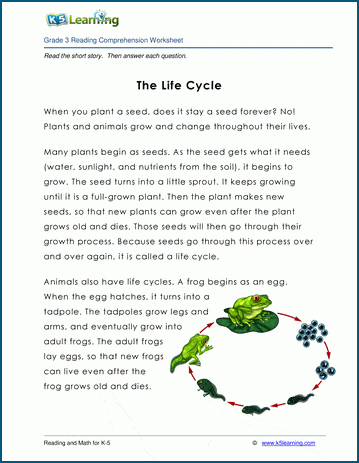 K5 Learning
Grade 3 Reading Comprehension Worksheet
Read the short story. Then answer each question.
The Life Cycle
When you plant a seed, does it stay a seed forever? No!
Plants and animals grow and change throughout their lives.
Many plants begin as seeds. As the seed gets what it needs
(water, sunlight, and nutrients from the soil), it begins to
grow. The seed turns into a little sprout. It keeps growing
until it is a full-grown plant. Then the plant makes new
seeds, so that new plants can grow even after the plant
grows old and dies. Those seeds will then go through their
growth process. Because seeds go through this process over
and over again, it is called a life cycle.
Animals also have life cycles. A frog begins as an egg.
When the egg hatches, it turns into a
tadpole. The tadpoles grow legs and
arms, and eventually grow into
adult frogs. The adult frogs
lay eggs, so that new frogs
can live even after the
frog grows old and dies.
Reading and Math for K-5
© www.k5learning.com